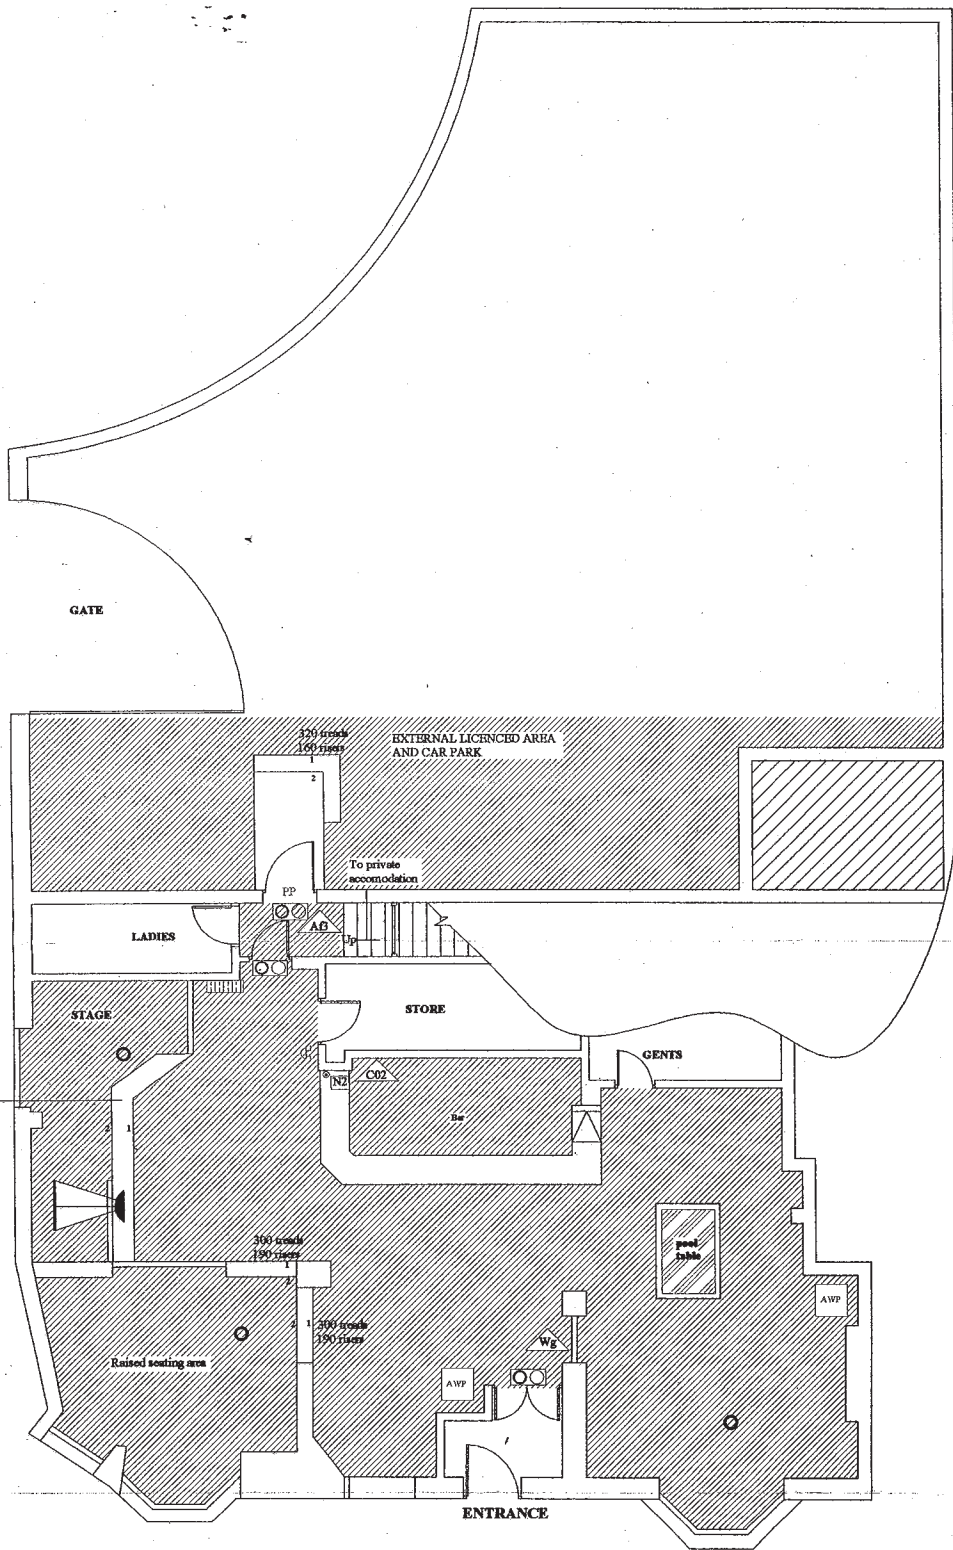 GATE
320 treads
160 risers
1
2
EXTERNAL LICENCED AREA
AND CAR PARK
To private
accomodation
PP
Af3
Up
LADIES
STAGE
STORE
GENTS
N2
C02
Bar
2
1
300 treads
190 risers
1
2
pool
table
AWP
2
1
300 treads
190 risers
Wg
Raised seating area
AWP
ENTRANCE